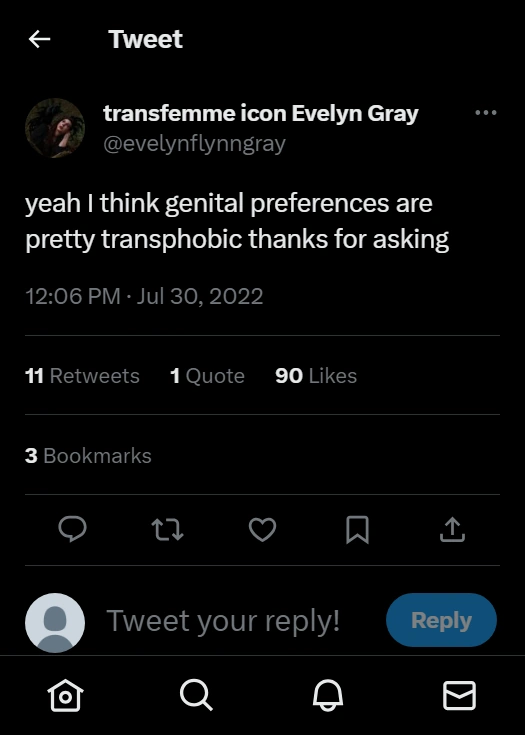 Tweet
transfemme icon Evelyn Gray
@evelynflynngray
yeah I think genital preferences are
pretty transphobic thanks for asking
12:06 PM · Jul 30, 2022
11 Retweets 1 Quote 90 Likes
3 Bookmarks
Tweet your reply!
Reply